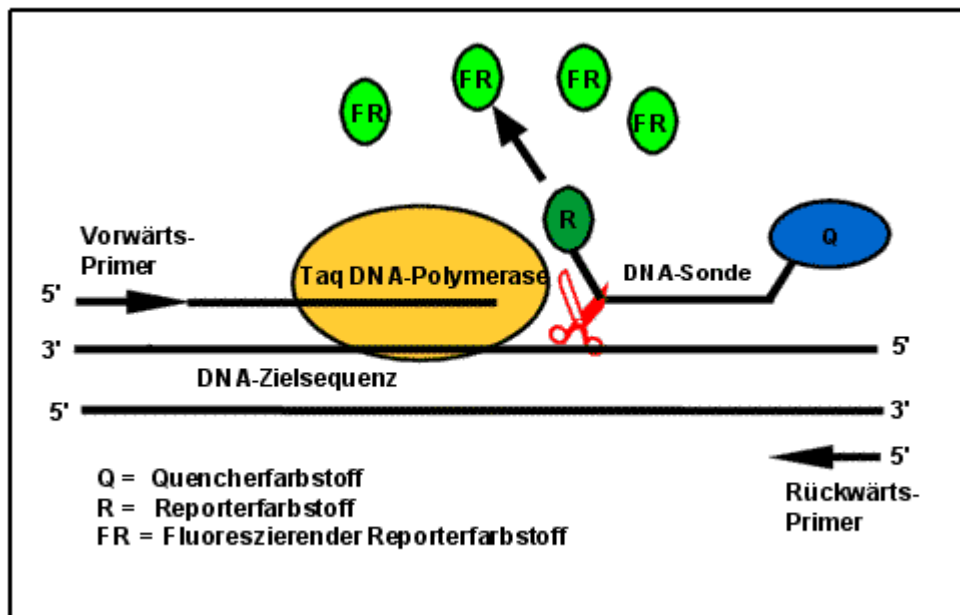 FR
FR
FR
FR
R
Q
Vorwärts-
Primer
Taq DNA-Polymerase
DNA-Sonde
5'
3'
5'
DNA-Zielsequenz
5'
3'
5'
Q = Quencherfarbstoff
R = Reporterfarbstoff
FR = Fluoreszierender Reporterfarbstoff
Rückwärts-
Primer